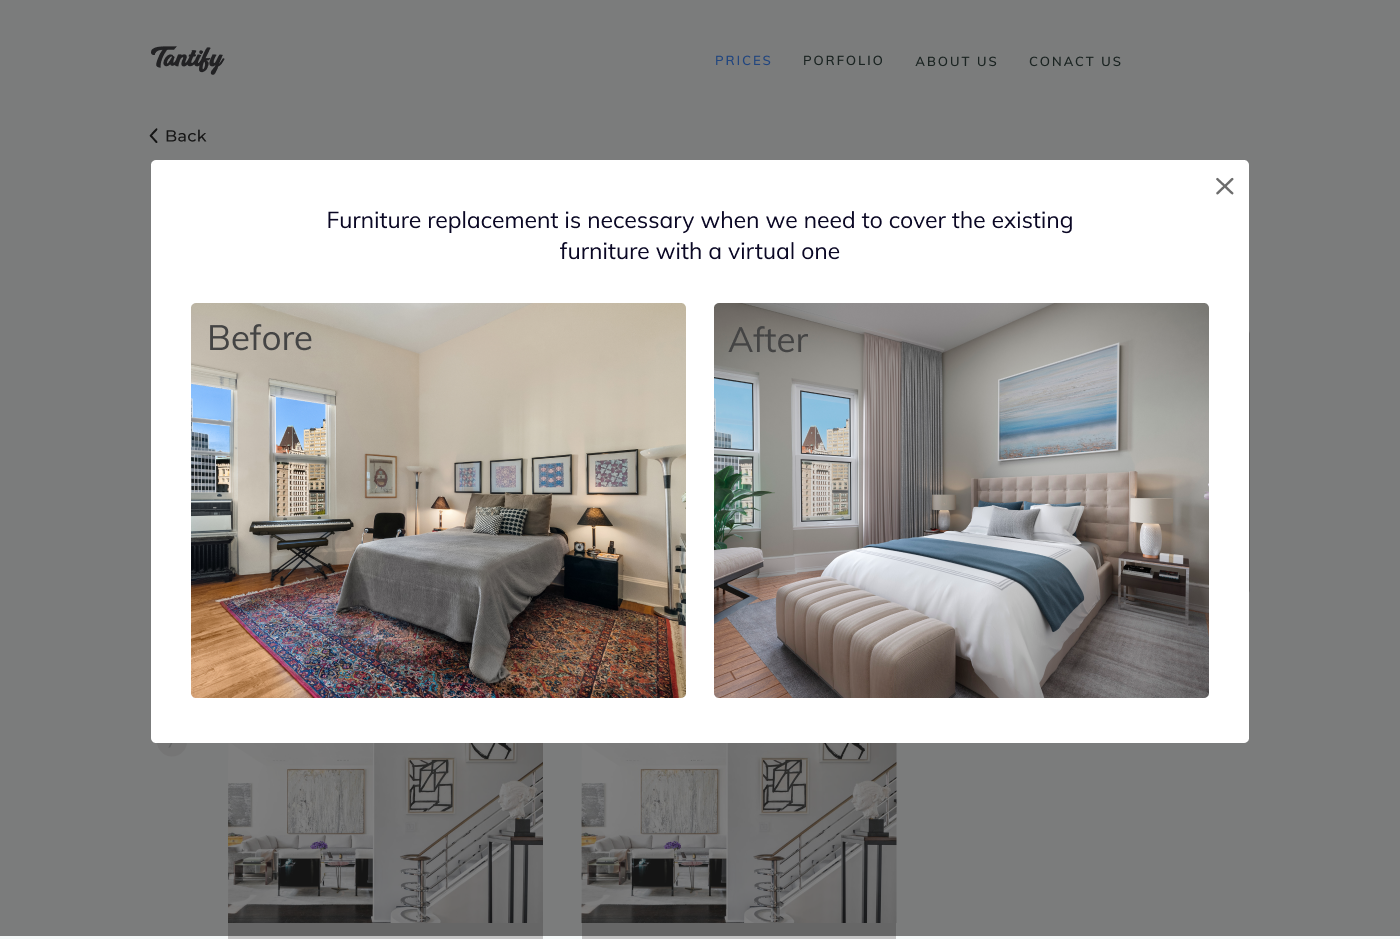 Tantify
PRICES
PORFOLIO
ABOUT US
CONACT US
Back
Furniture replacement is necessary when we need to cover the existing
furniture with a virtual one
Before
After